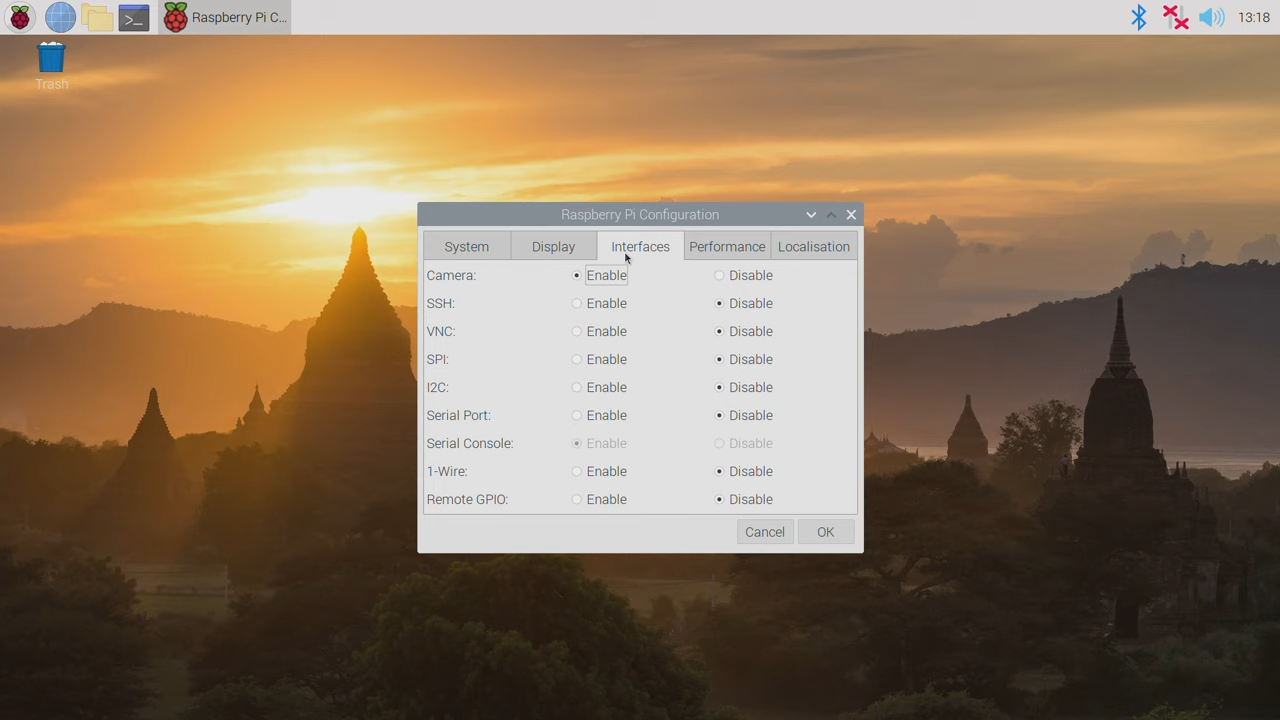 Raspberry Pi C... 13:18
Trash
Raspberry Pi Configuration
System Display Interfaces Performance Localisation
Camera: Enable Disable
SSH: Enable Disable
VNC: Enable Disable
SPI: Enable Disable
I2C: Enable Disable
Serial Port: Enable Disable
Serial Console: Enable Disable
1-Wire: Enable Disable
Remote GPIO: Enable Disable
Cancel OK